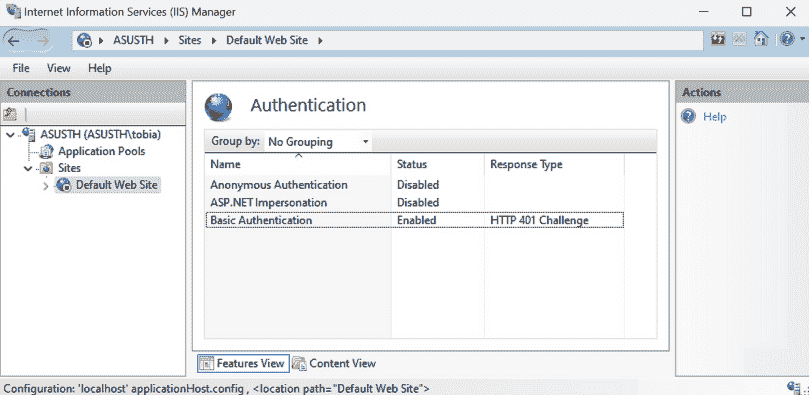 Internet Information Services (IIS) Manager
ASUSTH Sites Default Web Site
File View Help
Connections
ASUSTH (ASUSTH\tobia)
Application Pools
Sites
Default Web Site
Authentication
Group by: No Grouping
Name Status Response Type
Anonymous Authentication Disabled
ASP.NET Impersonation Disabled
Basic Authentication Enabled HTTP 401 Challenge
Features View Content View
Actions
Help
Configuration: 'localhost' applicationHost.config , <location path="Default Web Site">